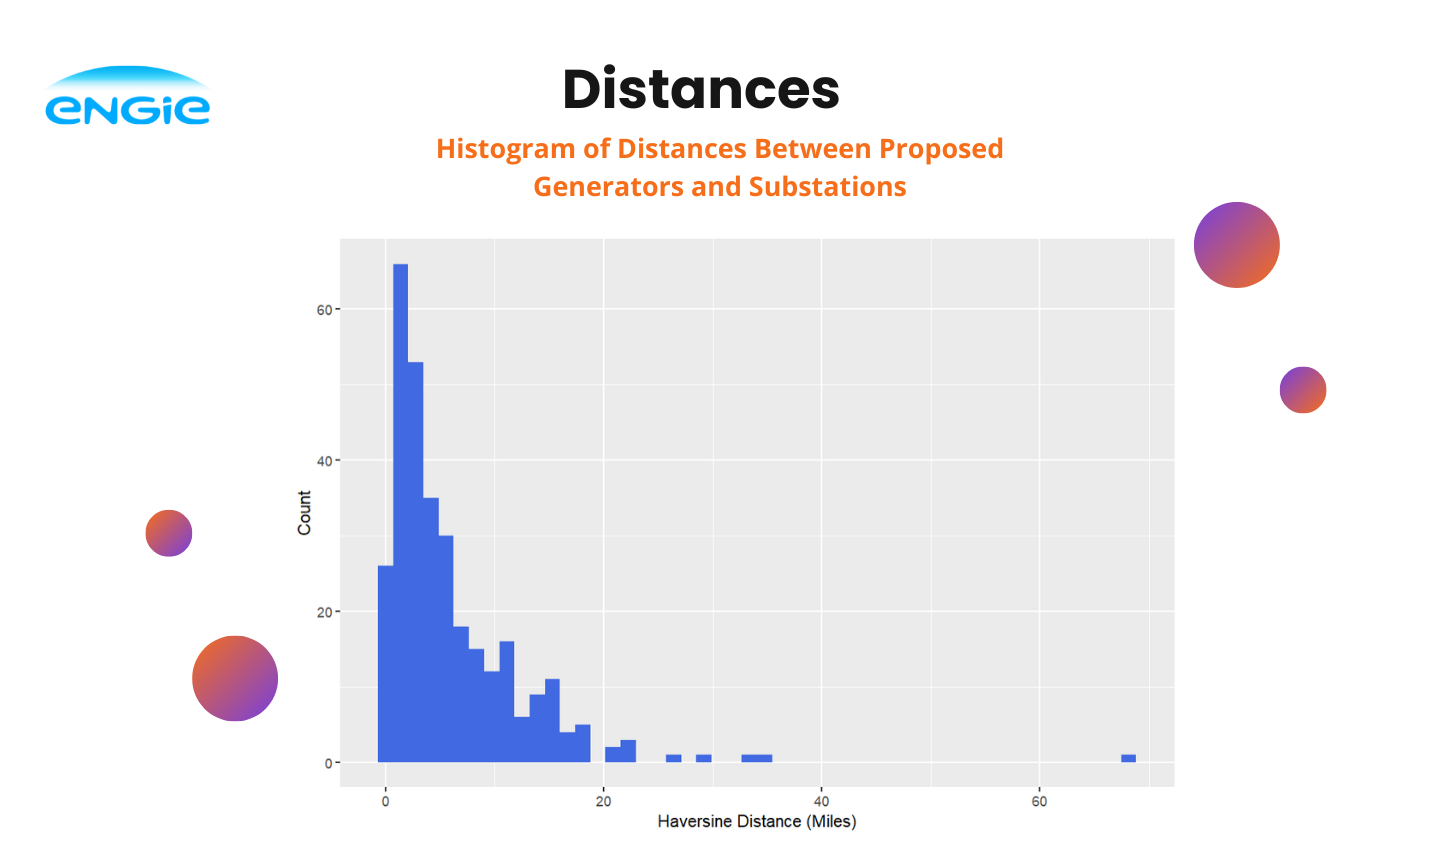 eNGie
Distances
Histogram of Distances Between Proposed
Generators and Substations
60
40
20
0
Count
0 20 40 60
Haversine Distance (Miles)